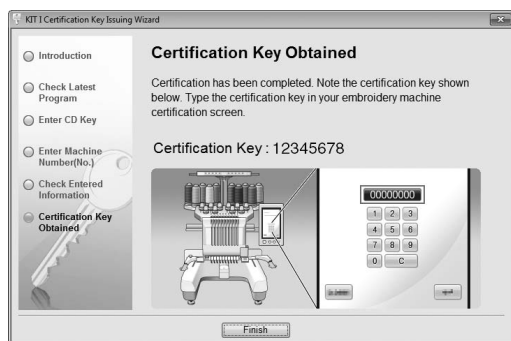 KIT I Certification Key Issuing Wizard
Introduction
Check Latest
Program
Enter CD Key
Enter Machine
Number(No.)
Check Entered
Information
Certification Key
Obtained
Certification Key Obtained
Certification has been completed. Note the certification key shown
below. Type the certification key in your embroidery machine
certification screen.
Certification Key : 12345678
00000000
1 2 3
4 5 6
7 8 9
0 C
Finish